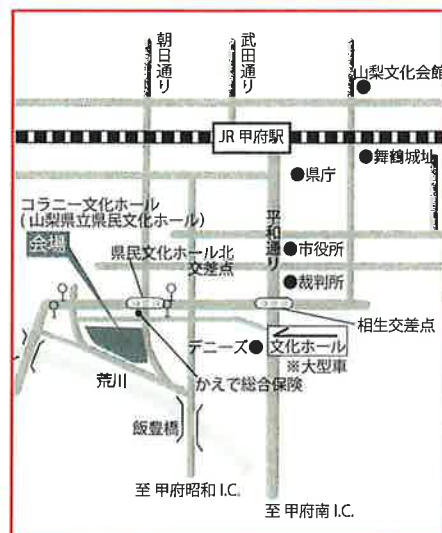 朝日通り
武田通り
山梨文化会館
JR 甲府駅
●舞鶴城址
●県庁
コラニー文化ホール
(山梨県立県民文化ホール)
会場
平和通り
県民文化ホール北
交差点
●市役所
●裁判所
相生交差点
デニーズ●
文化ホール
※大型車
かえで総合保険
荒川
飯豊橋
至 甲府昭和 I.C.
至 甲府南 I.C.